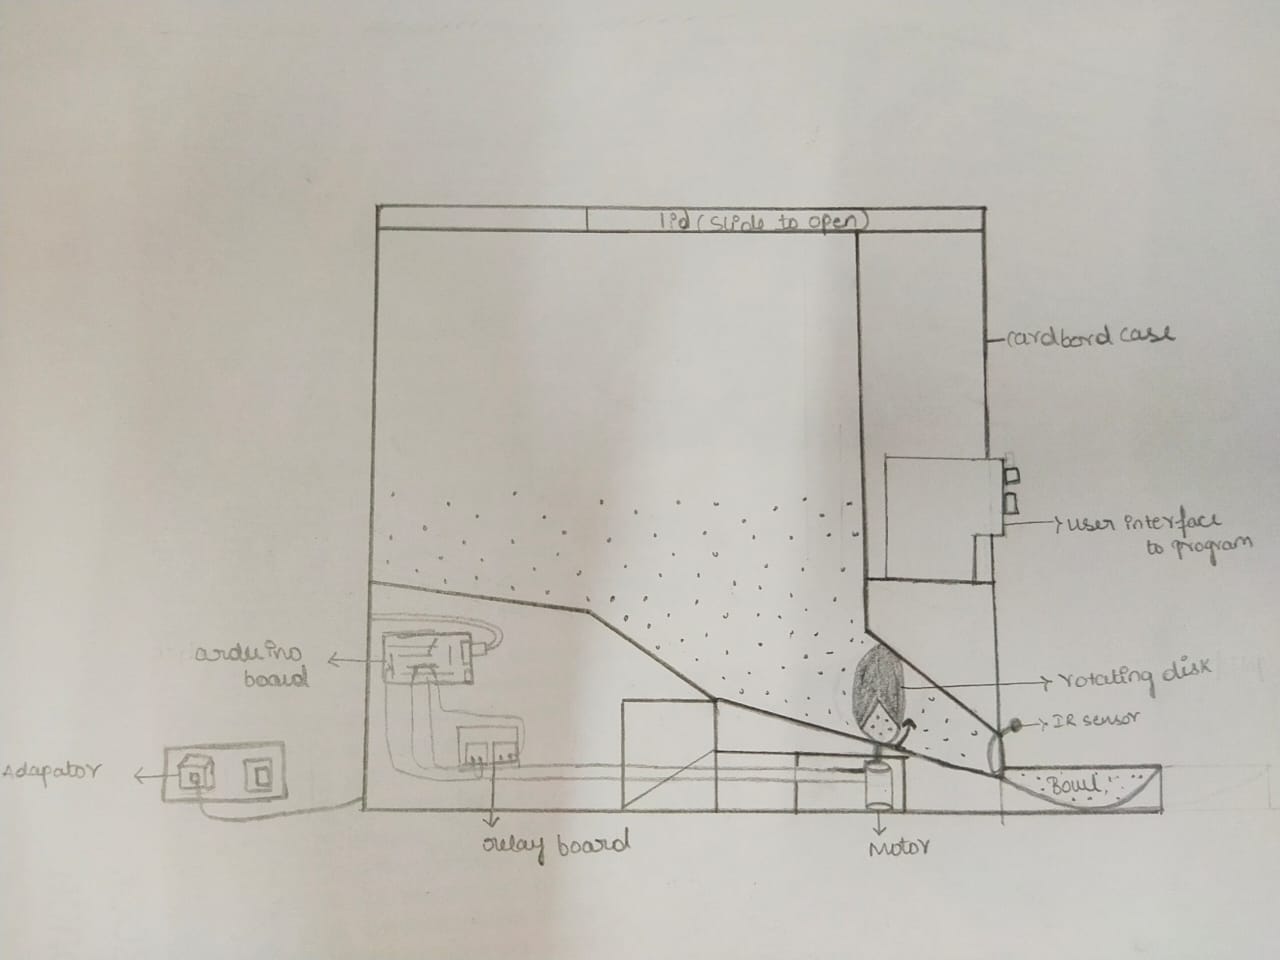 lid (slide to open)
cardbord case
user interface
to program
arduino
board
rotating disk
IR sensor
Adapator
Bowl
relay board
Motor